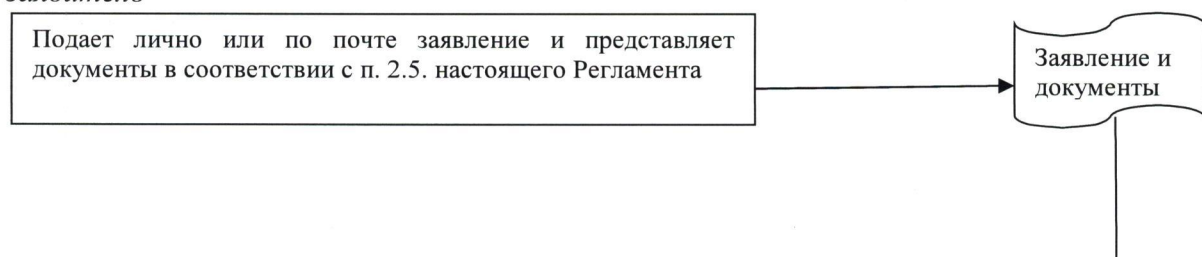 Подает лично или по почте заявление и представляет
документы в соответствии с п. 2.5. настоящего Регламента
Заявление и
документы